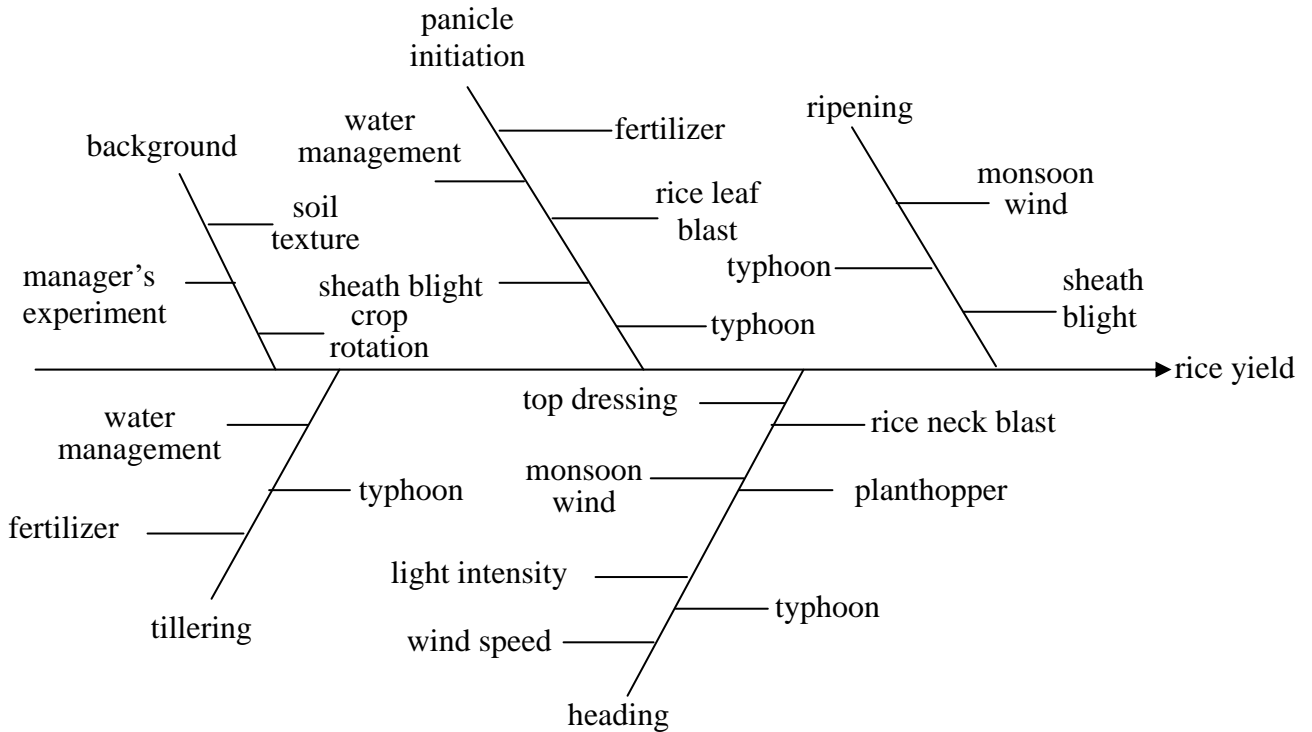 panicle
initiation
background
water
management
fertilizer
ripening
soil
texture
rice leaf
blast
monsoon
wind
manager's
experiment
sheath blight
typhoon
sheath
blight
crop
rotation
typhoon
rice yield
water
management
top dressing
rice neck blast
typhoon
monsoon
wind
planthopper
fertilizer
light intensity
typhoon
tillering
wind speed
heading